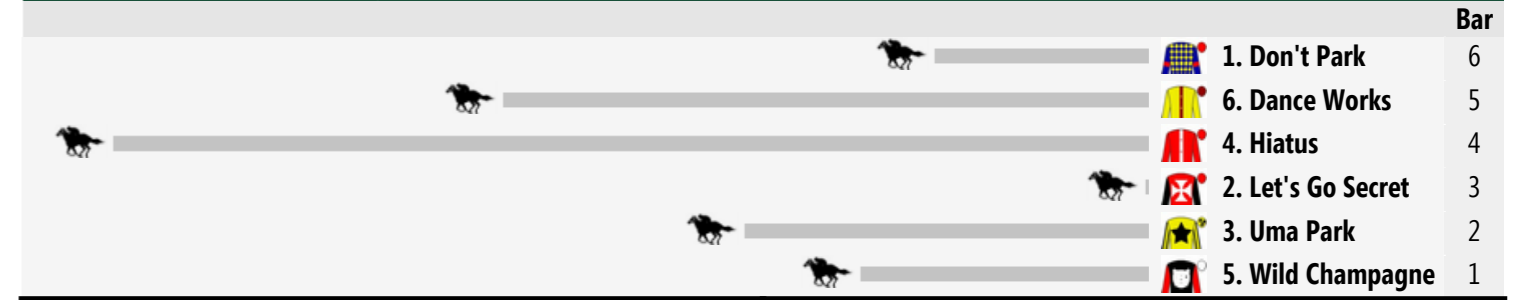 Bar
1. Don't Park 6
6. Dance Works 5
4. Hiatus 4
2. Let's Go Secret 3
3. Uma Park 2
5. Wild Champagne 1